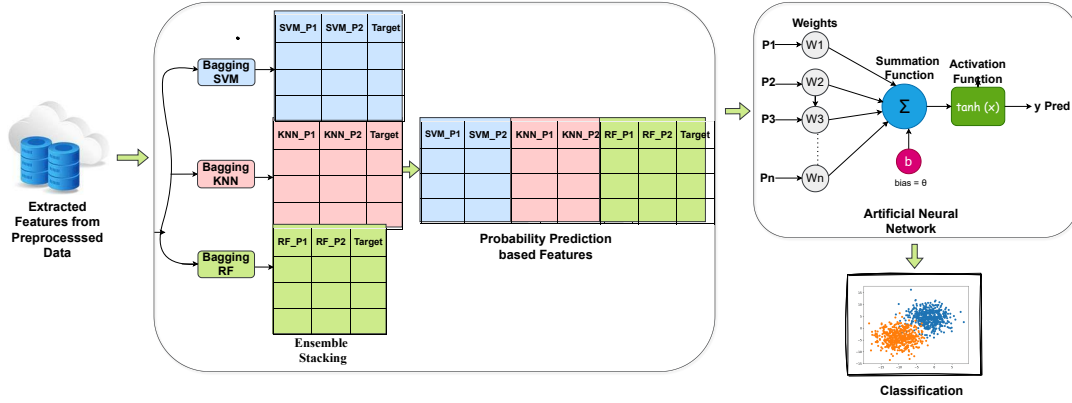 Extracted
Features from
Preprocesssed
Data
Bagging
SVM
Bagging
KNN
Bagging
RF
SVM_P1 SVM_P2 Target
KNN_P1 KNN_P2 Target
RF_P1 RF_P2 Target
Ensemble
Stacking
SVM_P1 SVM_P2 KNN_P1 KNN_P2 RF_P1 RF_P2 Target
Probability Prediction
based Features
Weights
P1
P2
P3
Pn
W1
W2
W3
Wn
Summation
Function
Σ
b
bias = θ
Activation
Function
tanh (x)
y Pred
Artificial Neural
Network
Classification